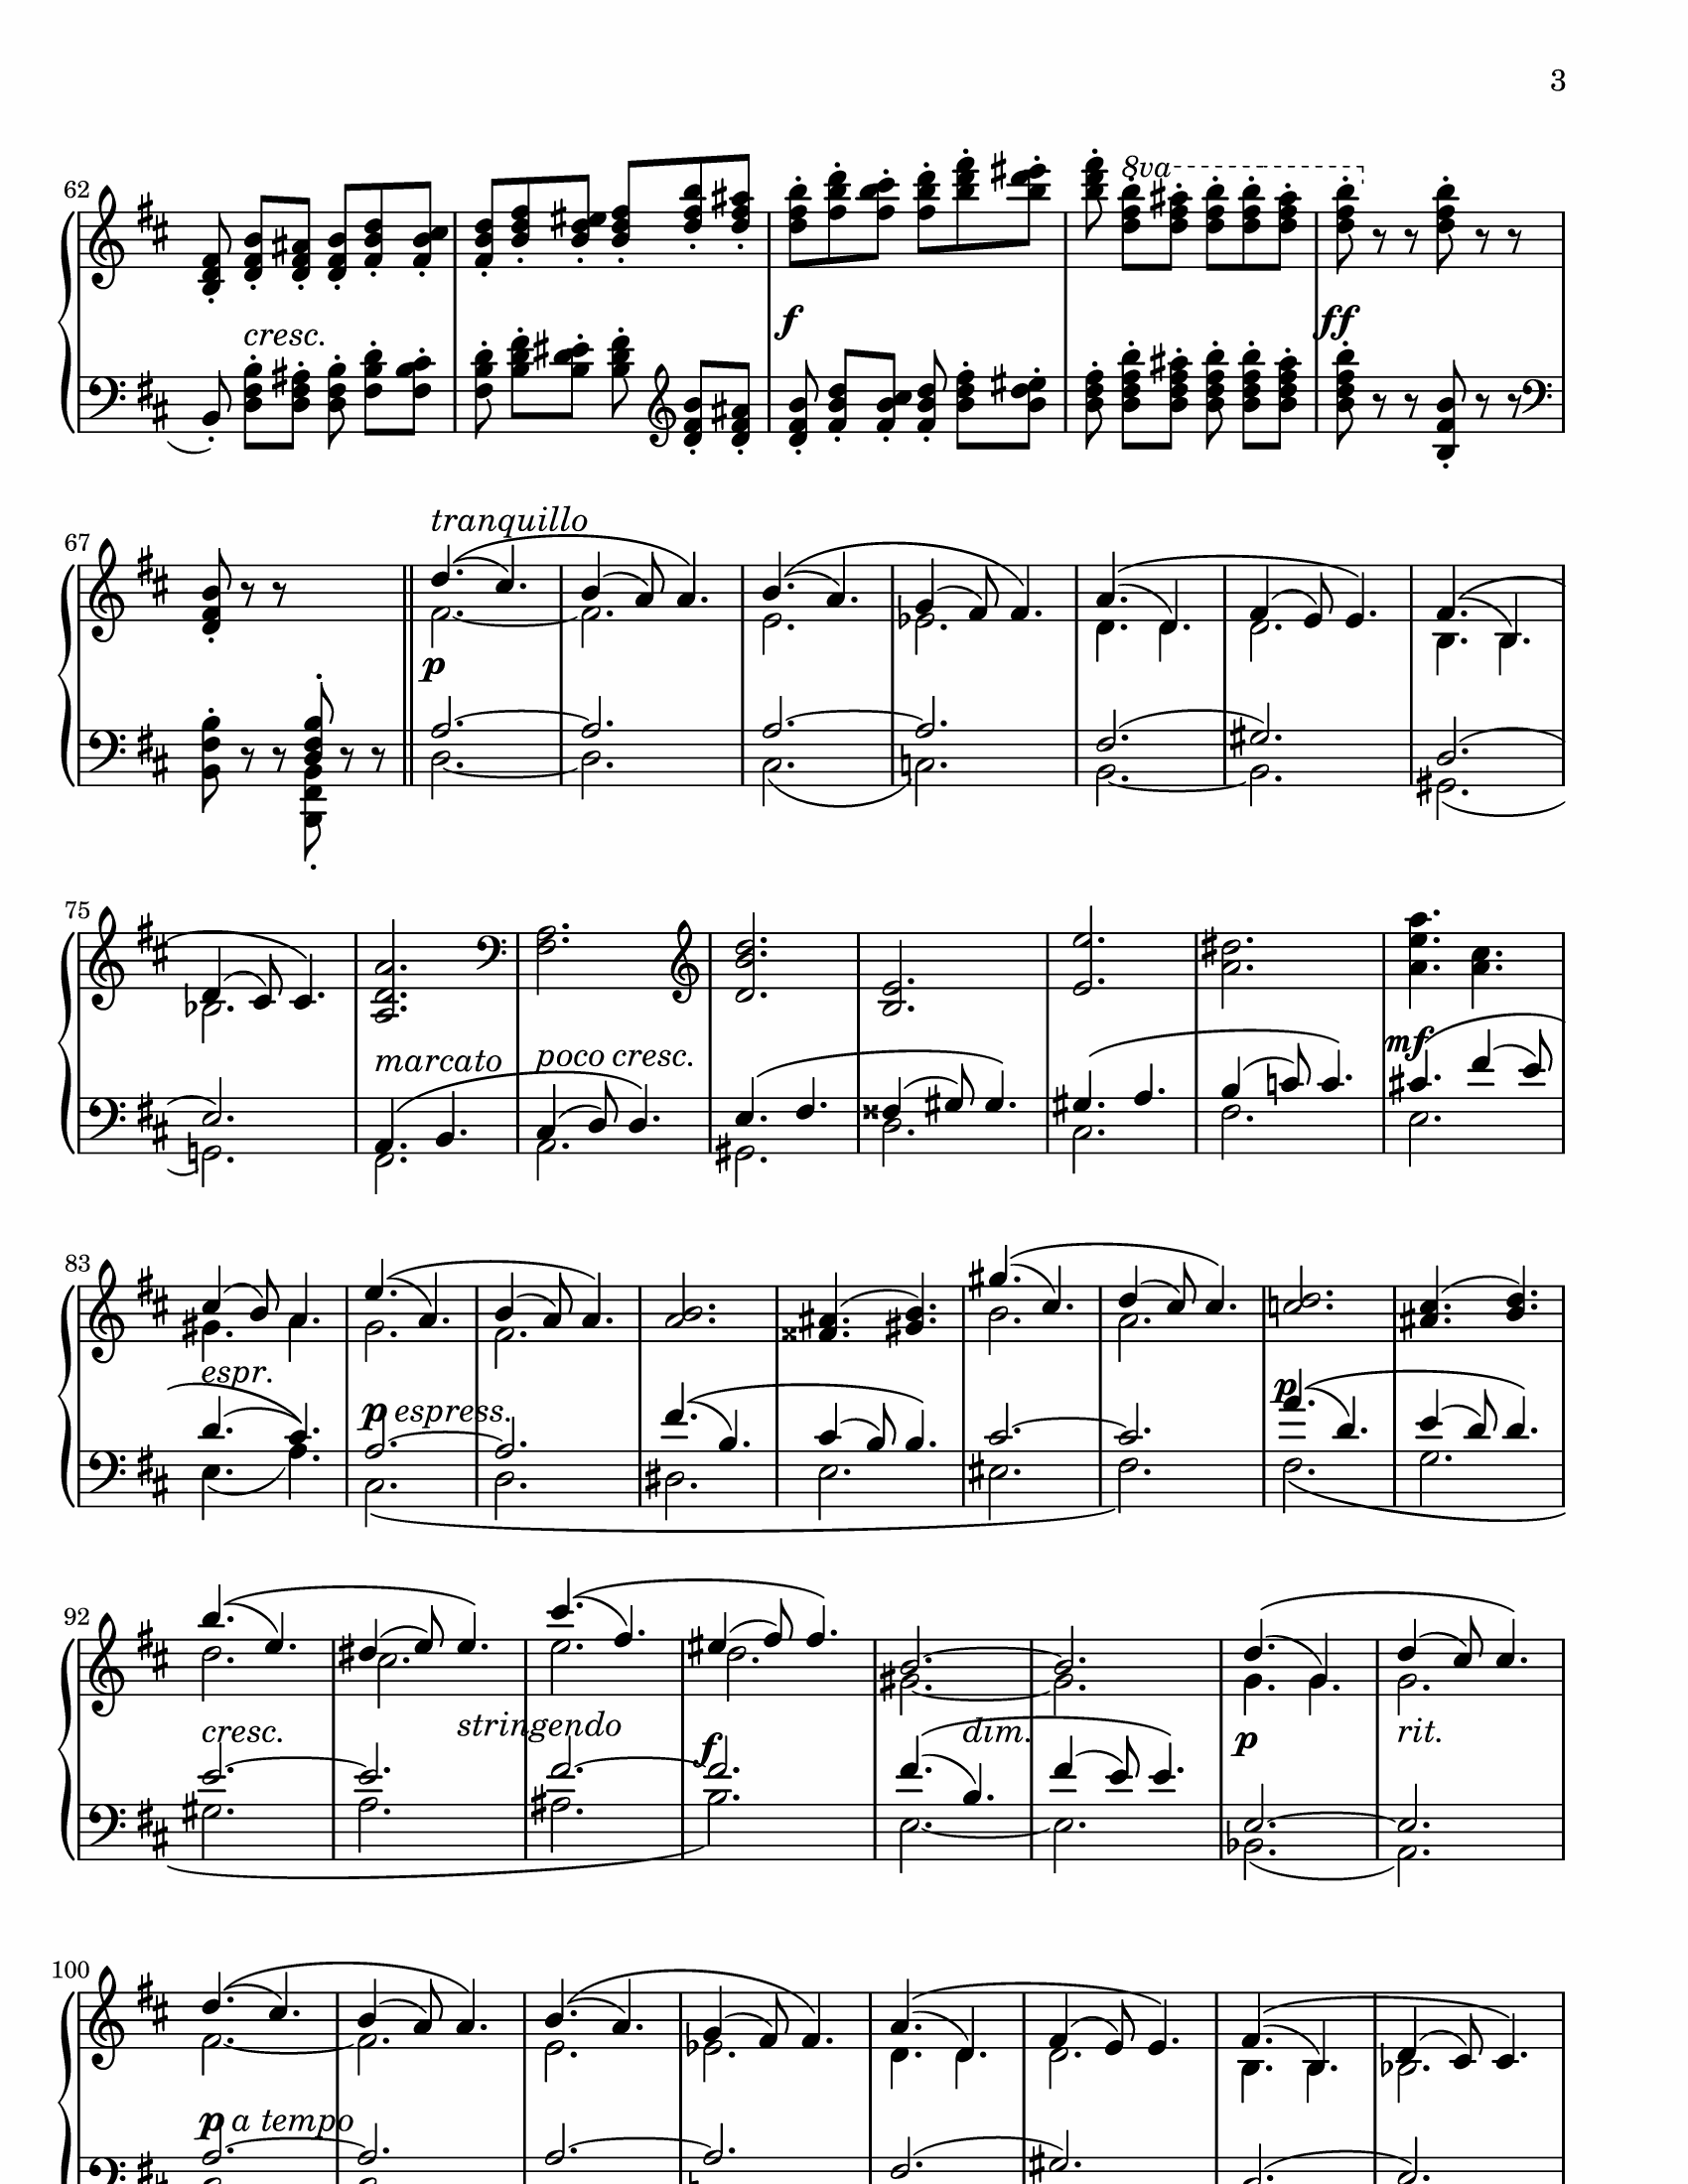 3
62
8va
cresc.
f
ff
67
tranquillo
p
75
marcato
poco cresc.
mf
83
espr.
p espress.
p
92
cresc.
stringendo
f
dim.
p
rit.
100
p a tempo